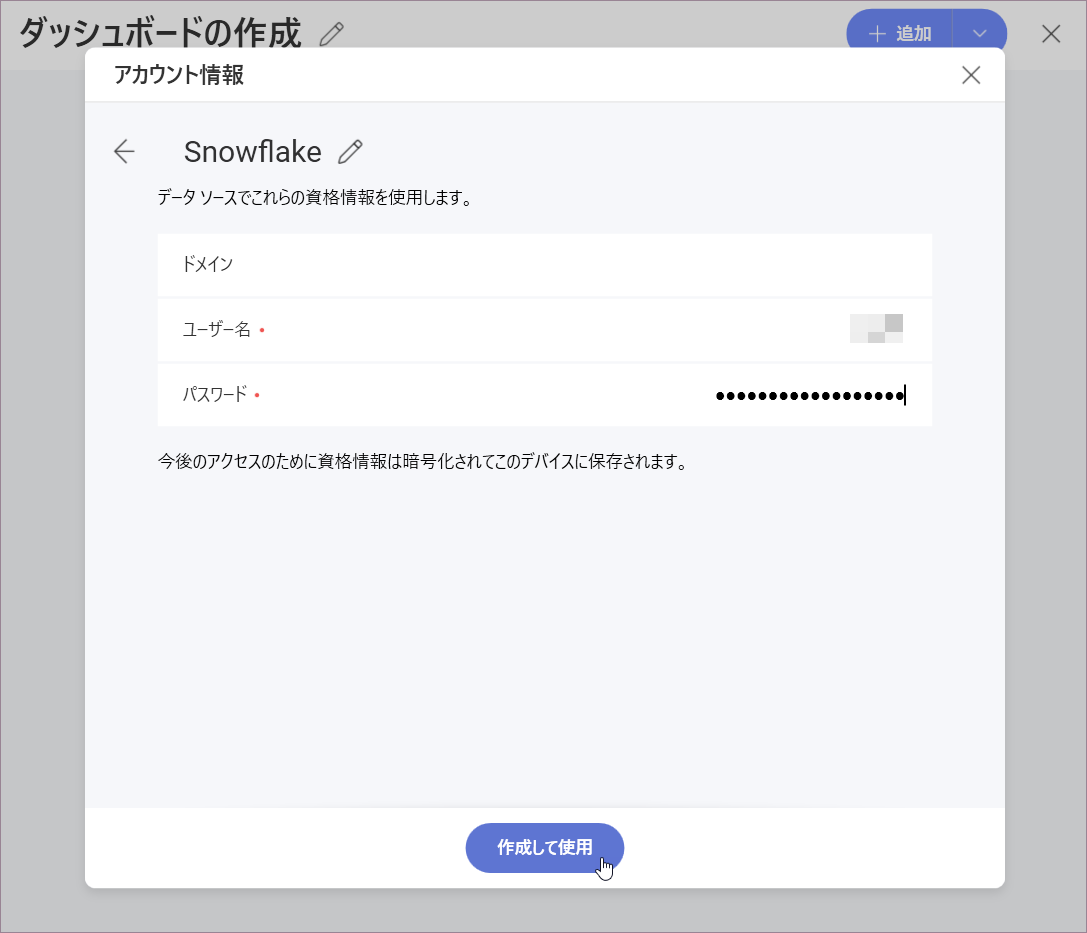 ダッシュボードの作成
追加
アカウント情報
Snowflake
データ ソースでこれらの資格情報を使用します。
ドメイン
ユーザー名 •
パスワード •
•••••••••••••••••
今後のアクセスのために資格情報は暗号化されてこのデバイスに保存されます。
作成して使用